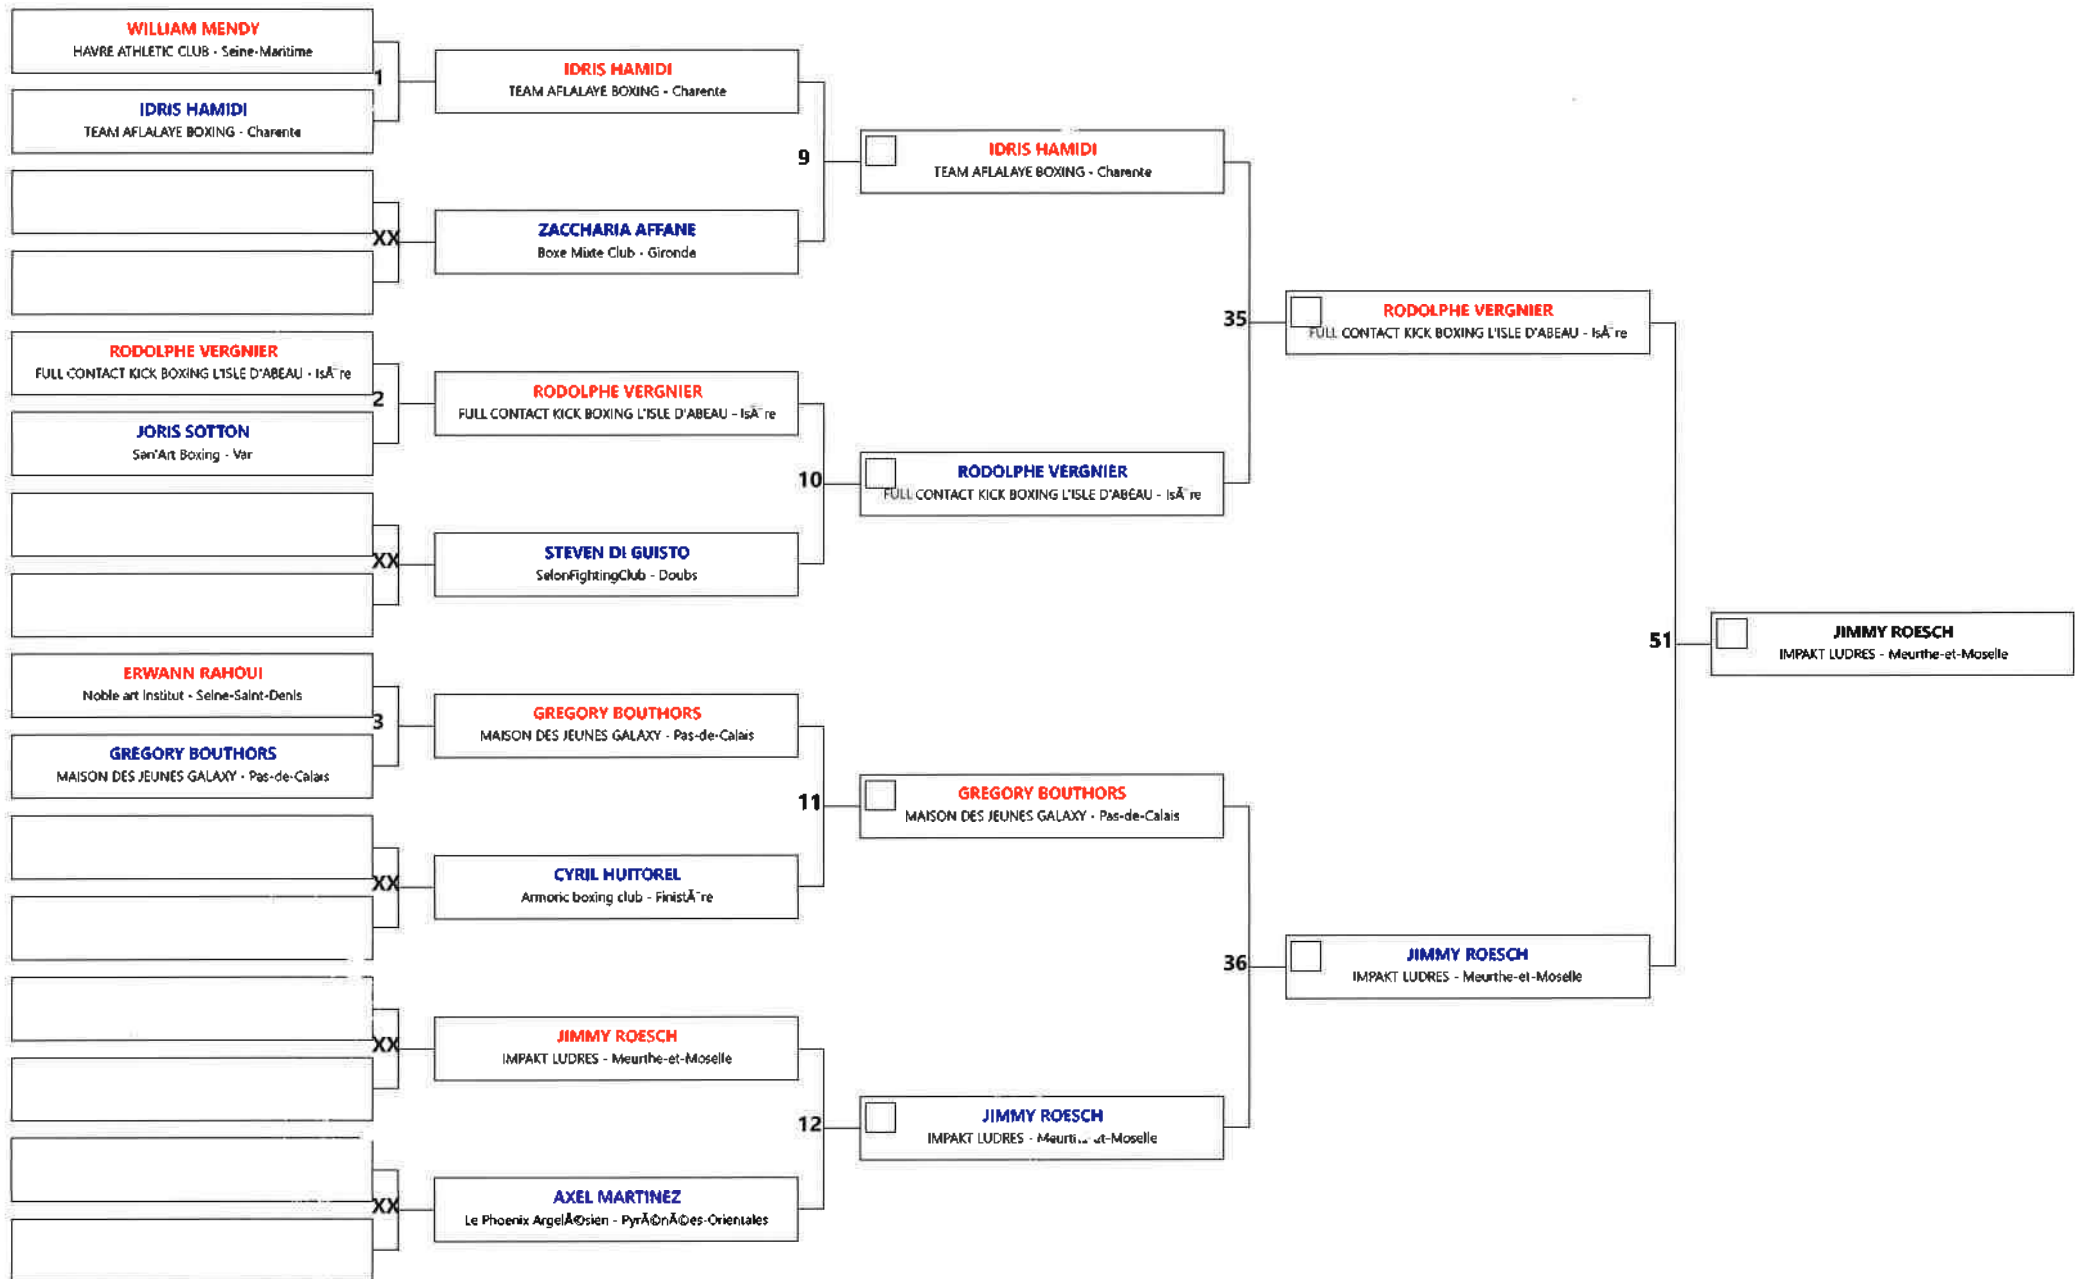 WILLIAM MENDY
HAVRE ATHLETIC CLUB - Seine-Maritime
1
IDRIS HAMIDI
TEAM AFLALAYE BOXING - Charente
XX
RODOLPHE VERGNIER
FULL CONTACT KICK BOXING L'ISLE D'ABEAU - IsÃ¨re
2
JORIS SOTTON
San'Art Boxing - Var
XX
ERWANN RAHOUI
Noble art Institut - Seine-Saint-Denis
3
GREGORY BOUTHORS
MAISON DES JEUNES GALAXY - Pas-de-Calais
XX
XX
XX
IDRIS HAMIDI
TEAM AFLALAYE BOXING - Charente
9
ZACCHARIA AFFANE
Boxe Mixte Club - Gironde
RODOLPHE VERGNIER
FULL CONTACT KICK BOXING L'ISLE D'ABEAU - IsÃ¨re
10
STEVEN DI GUISTO
SelonFightingClub - Doubs
GREGORY BOUTHORS
MAISON DES JEUNES GALAXY - Pas-de-Calais
11
CYRIL HUITOREL
Armoric boxing club - FinistÃ¨re
JIMMY ROESCH
IMPAKT LUDRES - Meurthe-et-Moselle
12
AXEL MARTINEZ
Le Phoenix ArgelÃ©sien - PyrÃ©nÃ©es-Orientales
IDRIS HAMIDI
TEAM AFLALAYE BOXING - Charente
35
RODOLPHE VERGNIER
FULL CONTACT KICK BOXING L'ISLE D'ABEAU - IsÃ¨re
GREGORY BOUTHORS
MAISON DES JEUNES GALAXY - Pas-de-Calais
36
JIMMY ROESCH
IMPAKT LUDRES -
RODOLPHE VERGNIER
FULL CONTACT KICK BOXING L'ISLE D'ABEAU - IsÃ¨re
51
JIMMY ROESCH
IMPAKT LUDRES - Meurthe-et-Moselle
JIMMY ROESCH
IMPAKT LUDRES - Meurthe-et-Moselle